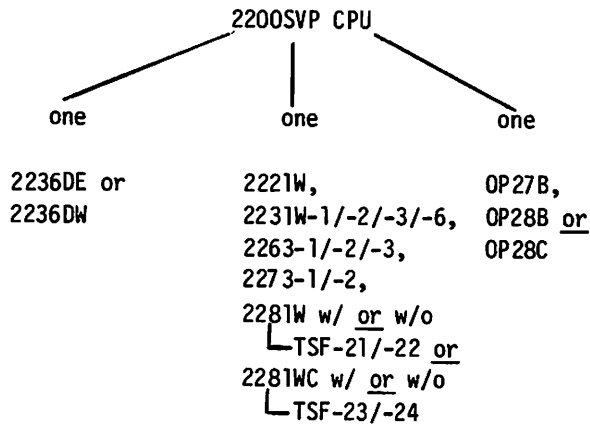 2200SVP CPU
one
one
one
2236DE or
2236DW
2221W,
2231W-1/-2/-3/-6,
2263-1/-2/-3,
2273-1/-2,
2281W w/ or w/o
TSF-21/-22 or
2281WC w/ or w/o
TSF-23/-24
OP27B,
OP28B or
OP28C